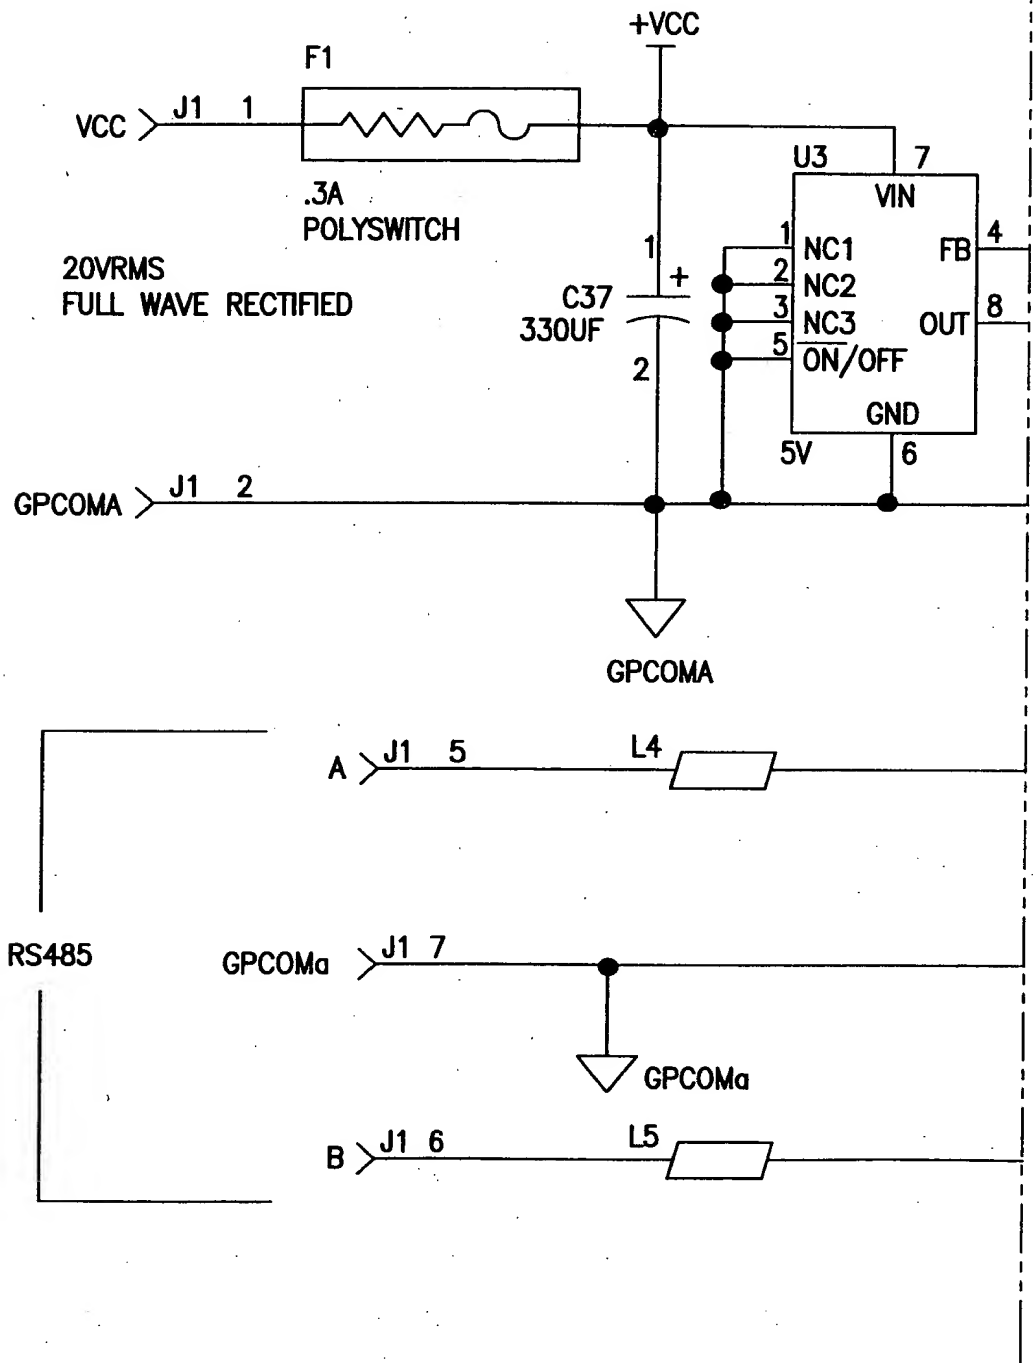 +VCC
F1
VCC J1 1
.3A
POLYSWITCH
20VRMS
FULL WAVE RECTIFIED
U3 7
VIN
1 NC1 FB 4
2 NC2
3 NC3 OUT 8
5 ON/OFF
GND
5V 6
1
+
C37
330UF
2
GPCOMA J1 2
GPCOMA
A J1 5 L4
RS485
GPCOMa J1 7
GPCOMa
B J1 6 L5